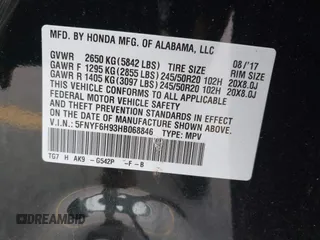 MFD. BY HONDA MFG. OF ALABAMA, LLC
08/'17
GVWR 2650 KG(5842 LBS) TIRE SIZE RIM SIZE
GAWR F 1295 KG(2855 LBS) 245/50R20 102H 20X8.0J
GAWR R 1405 KG(3097 LBS) 245/50R20 102H 20X8.0J
THIS VEHICLE CONFORMS TO ALL APPLICABLE
FEDERAL MOTOR VEHICLE SAFETY STANDARDS IN
EFFECT ON THE DATE OF MANUFACTURE SHOWN ABOVE.
V.I.N.: 5FNYF6H93HB068846 TYPE: MPV
TG7 H AK9 -G542P -F-B
DREAMBID